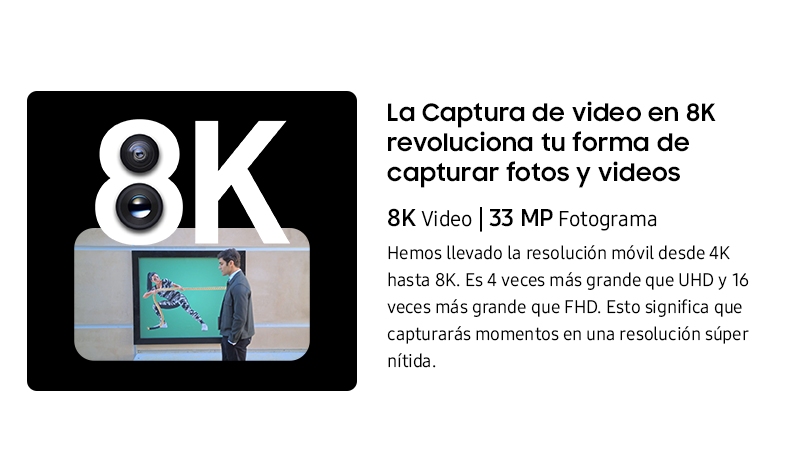 8K
La Captura de video en 8K
revoluciona tu forma de
capturar fotos y videos
8K Video | 33 MP Fotograma
Hemos llevado la resolución móvil desde 4K
hasta 8K. Es 4 veces más grande que UHD y 16
veces más grande que FHD. Esto significa que
capturarás momentos en una resolución súper
nítida.